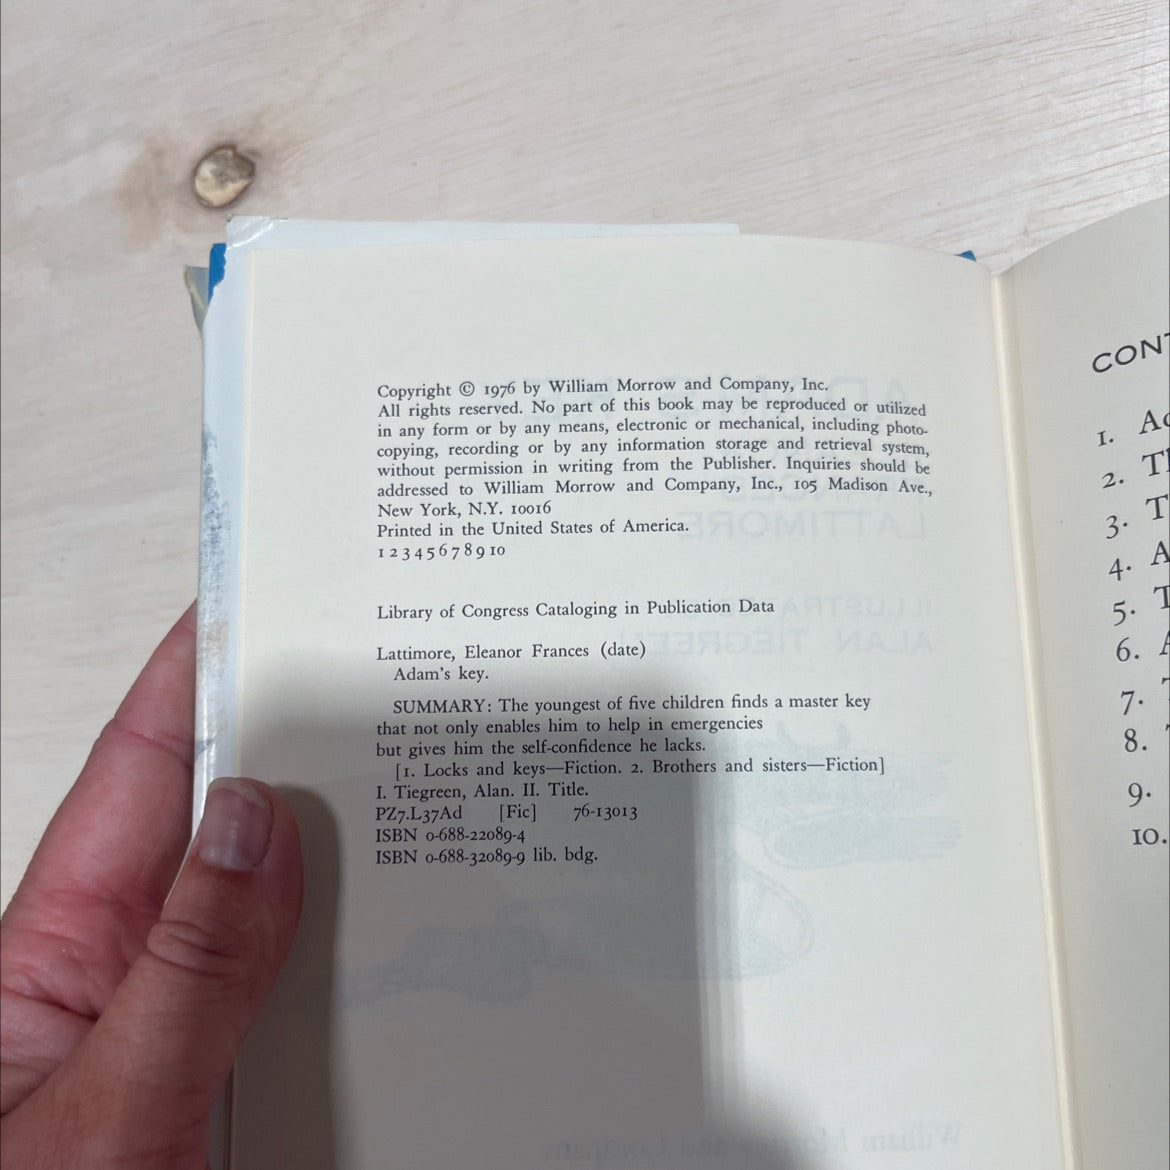 Copyright © 1976 by William Morrow and Company, Inc.
All rights reserved. No part of this book may be reproduced or utilized
in any form or by any means, electronic or mechanical, including photo-
copying, recording or by any information storage and retrieval system,
without permission in writing from the Publisher. Inquiries should be
addressed to William Morrow and Company, Inc., 105 Madison Ave.,
New York, N.Y. 10016
Printed in the United States of America.
1 2 3 4 5 6 7 8 9 10
Library of Congress Cataloging in Publication Data
Lattimore, Eleanor Frances (date)
Adam's key.
SUMMARY: The youngest of five children finds a master key
that not only enables him to help in emergencies
but gives him the self-confidence he lacks.
[1. Locks and keys—Fiction. 2. Brothers and sisters—Fiction]
I. Tiegreen, Alan. II. Title.
PZ7.L37Ad [Fic] 76-13013
ISBN 0-688-22089-4
ISBN 0-688-32089-9 lib. bdg.
1.
2.
3.
4.
5.
6.
7.
8.
9.
10.